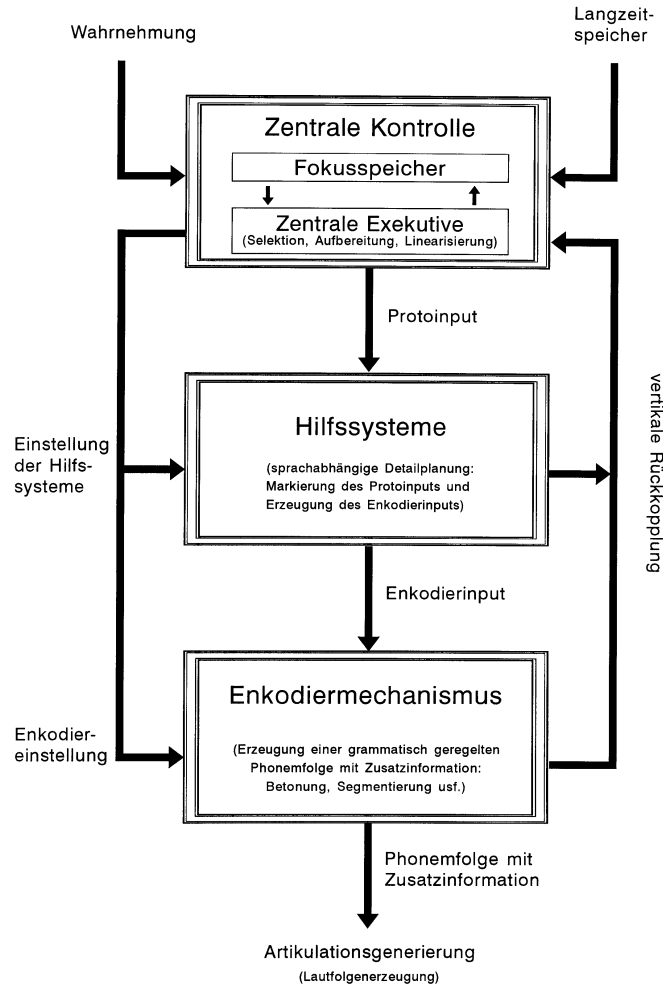 Wahrnehmung
Langzeit-
speicher
Zentrale Kontrolle
Fokusspeicher
Zentrale Exekutive
(Selektion, Aufbereitung, Linearisierung)
Protoinput
Einstellung
der Hilfs-
systeme
Hilfssysteme
(sprachabhängige Detailplanung:
Markierung des Protoinputs und
Erzeugung des Enkodierinputs)
vertikale Rückkopplung
Enkodierinput
Enkodier-
einstellung
Enkodiermechanismus
(Erzeugung einer grammatisch geregelten
Phonemfolge mit Zusatzinformation:
Betonung, Segmentierung usf.)
Phonemfolge mit
Zusatzinformation
Artikulationsgenerierung
(Lautfolgenerzeugung)